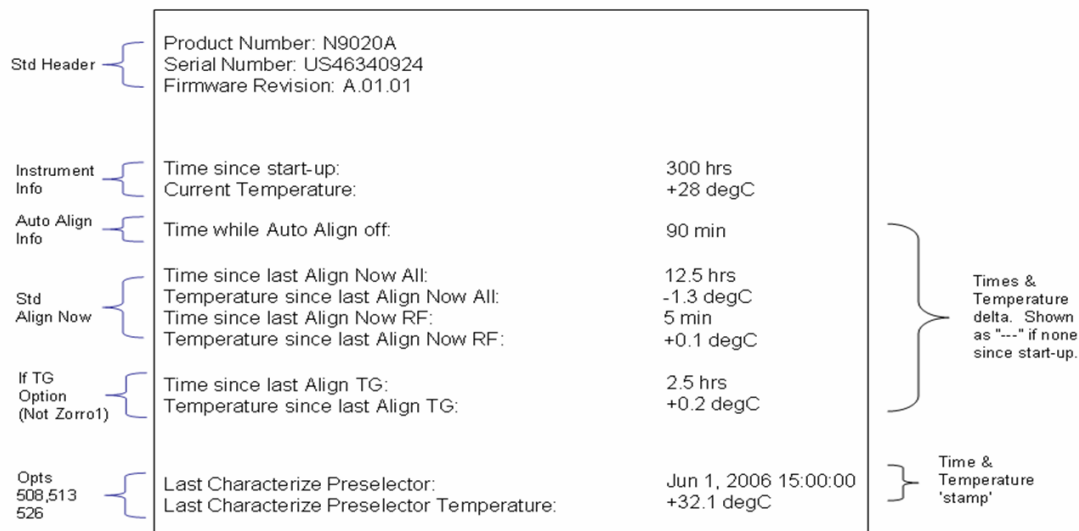 Std Header
Product Number: N9020A
Serial Number: US46340924
Firmware Revision: A.01.01
Instrument
Info
Time since start-up: 300 hrs
Current Temperature: +28 degC
Auto Align
Info
Time while Auto Align off: 90 min
Std
Align Now
Time since last Align Now All: 12.5 hrs
Temperature since last Align Now All: -1.3 degC
Time since last Align Now RF: 5 min
Temperature since last Align Now RF: +0.1 degC
Times &
Temperature
delta. Shown
as "---" if none
since start-up.
If TG
Option
(Not Zorro1)
Time since last Align TG: 2.5 hrs
Temperature since last Align TG: +0.2 degC
Opts
508,513
526
Last Characterize Preselector: Jun 1, 2006 15:00:00
Last Characterize Preselector Temperature: +32.1 degC
Time &
Temperature
'stamp'